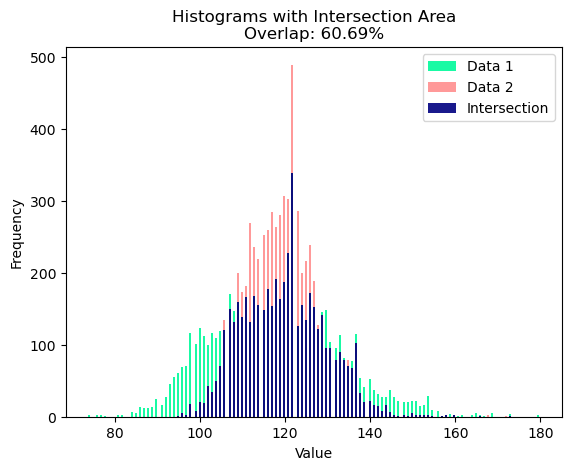 Histograms with Intersection Area
Overlap: 60.69%
500
400
300
200
100
0
Frequency
Data 1
Data 2
Intersection
80
100
120
140
160
180
Value